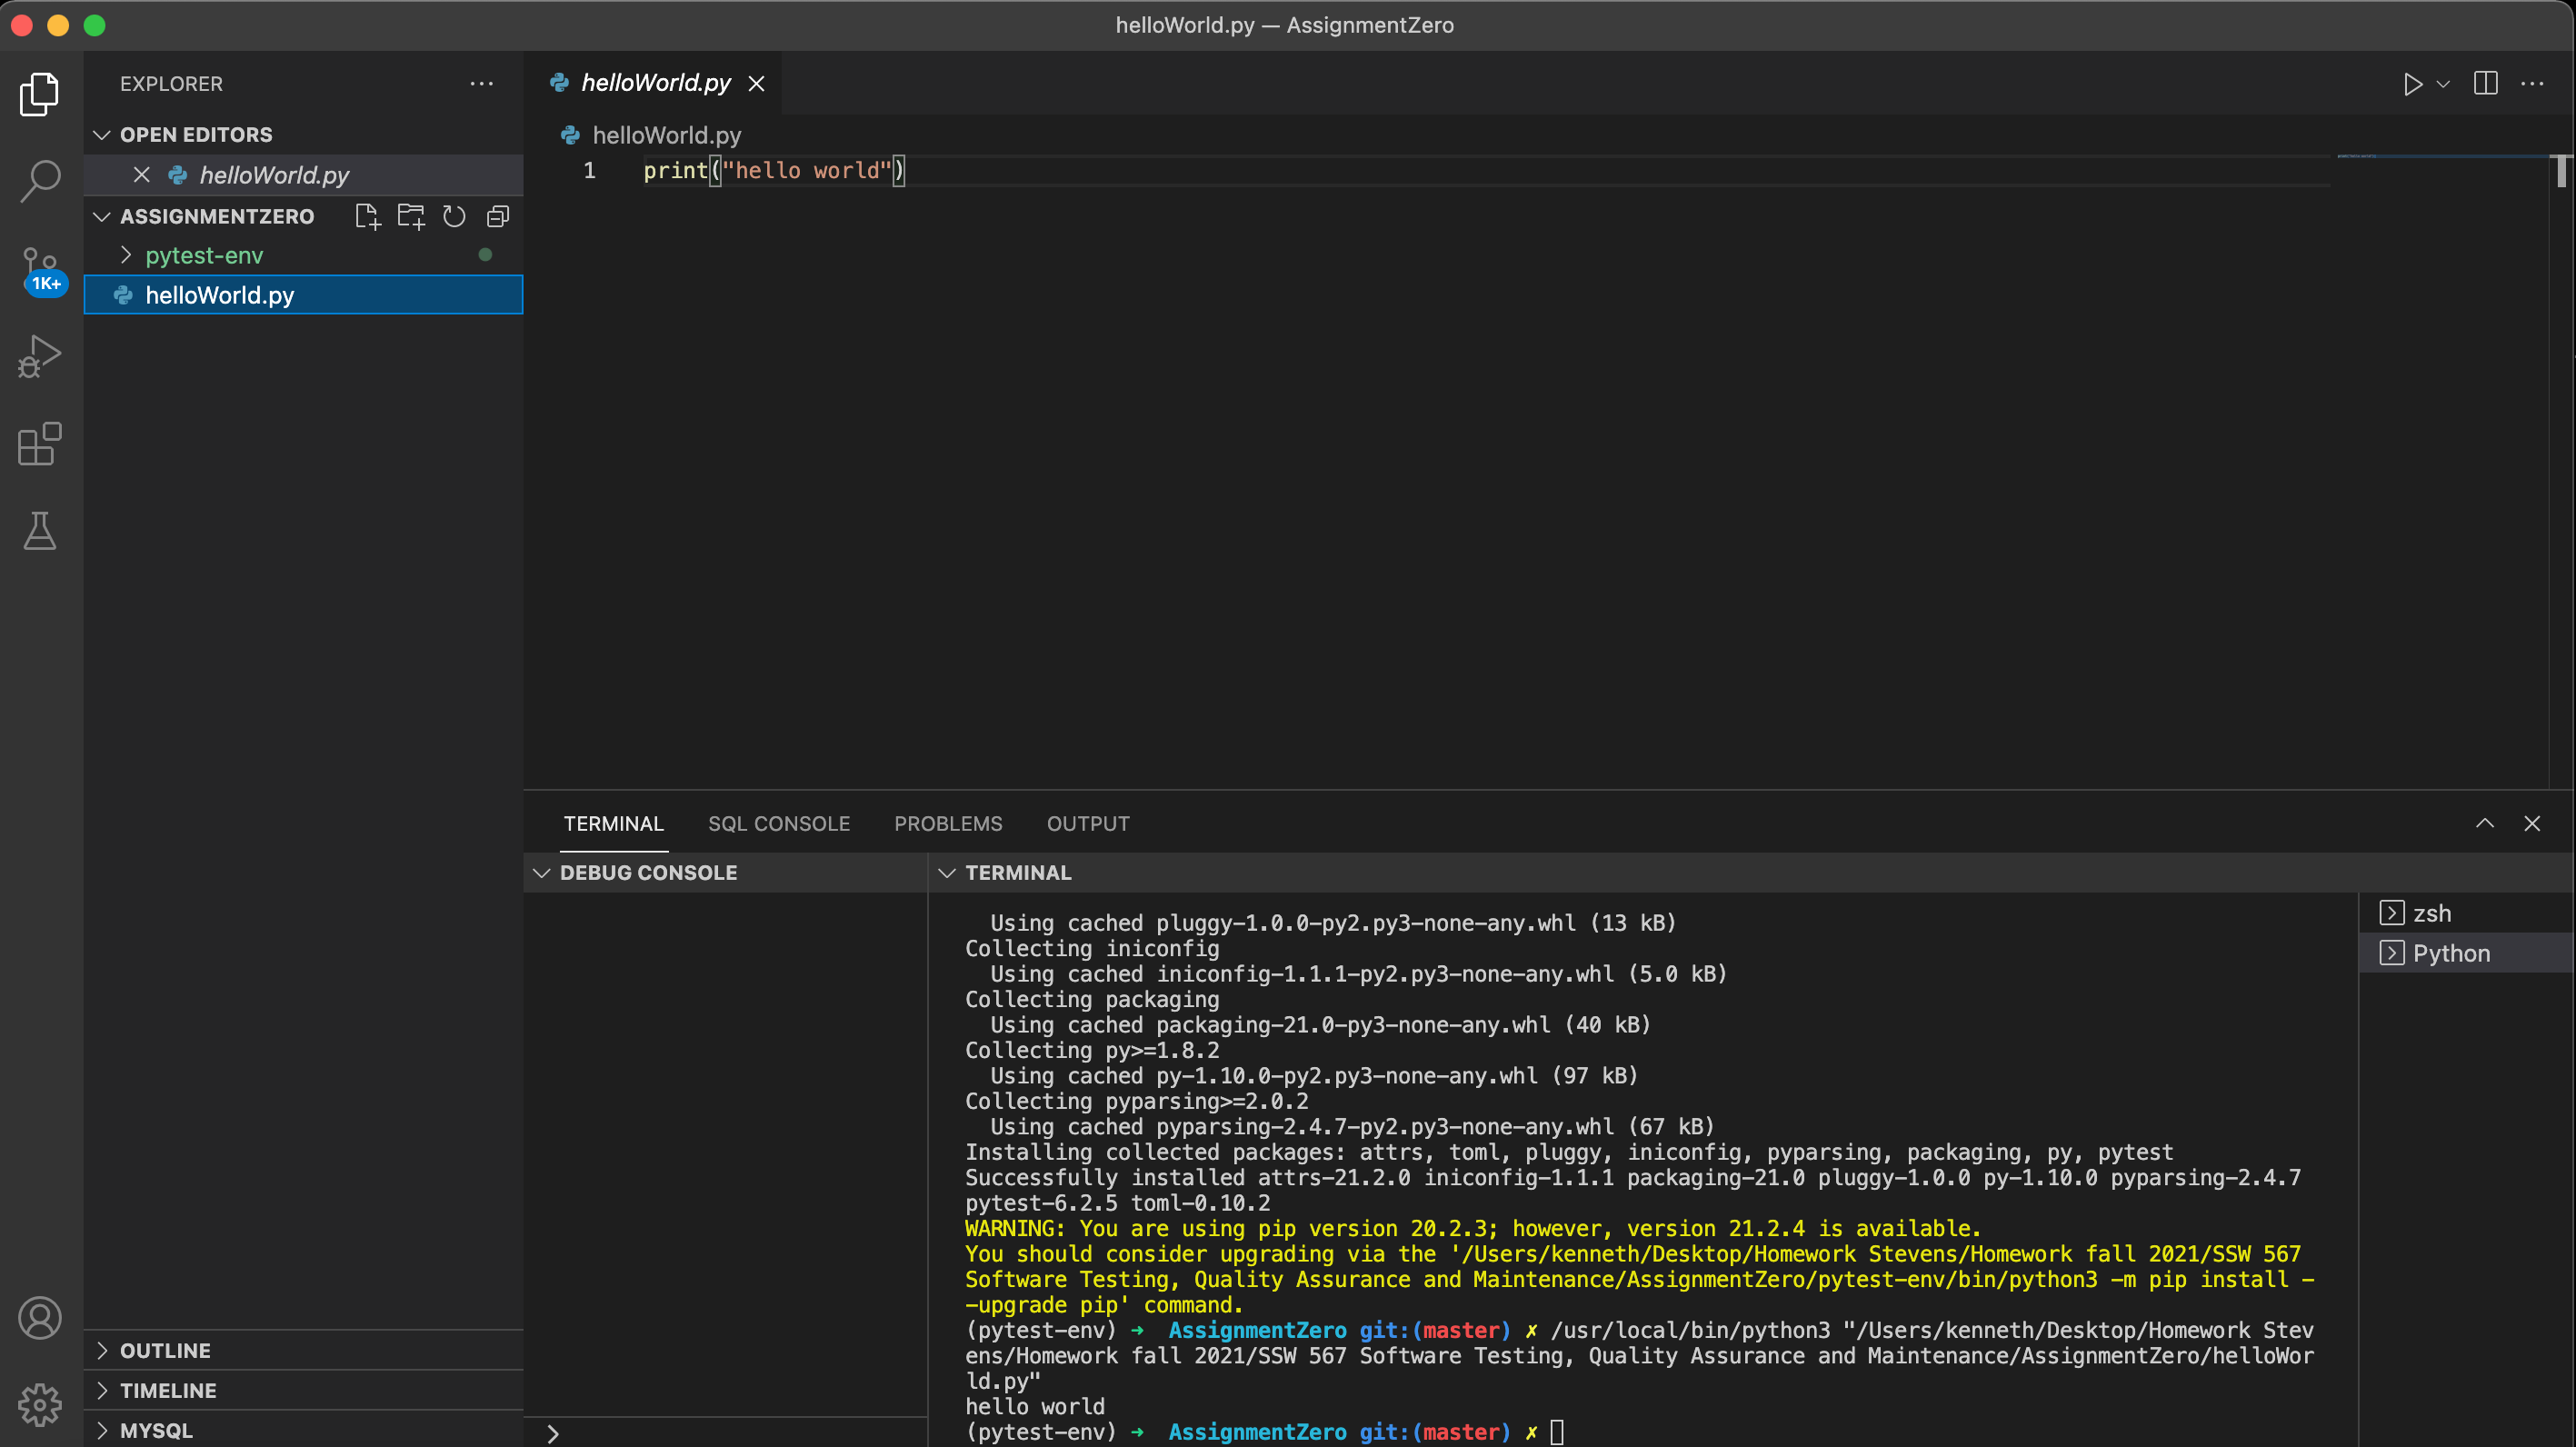 helloWorld.py — AssignmentZero
EXPLORER
OPEN EDITORS
helloWorld.py
ASSIGNMENTZERO
pytest-env
helloWorld.py
1K+
OUTLINE
TIMELINE
MYSQL
helloWorld.py
helloWorld.py
1 print("hello world")
TERMINAL SQL CONSOLE PROBLEMS OUTPUT
DEBUG CONSOLE
TERMINAL
Using cached pluggy-1.0.0-py2.py3-none-any.whl (13 kB)
Collecting iniconfig
Using cached iniconfig-1.1.1-py2.py3-none-any.whl (5.0 kB)
Collecting packaging
Using cached packaging-21.0-py3-none-any.whl (40 kB)
Collecting py>=1.8.2
Using cached py-1.10.0-py2.py3-none-any.whl (97 kB)
Collecting pyparsing>=2.0.2
Using cached pyparsing-2.4.7-py2.py3-none-any.whl (67 kB)
Installing collected packages: attrs, toml, pluggy, iniconfig, pyparsing, packaging, py, pytest
Successfully installed attrs-21.2.0 iniconfig-1.1.1 packaging-21.0 pluggy-1.0.0 py-1.10.0 pyparsing-2.4.7
pytest-6.2.5 toml-0.10.2
WARNING: You are using pip version 20.2.3; however, version 21.2.4 is available.
You should consider upgrading via the '/Users/kenneth/Desktop/Homework Stevens/Homework fall 2021/SSW 567
Software Testing, Quality Assurance and Maintenance/AssignmentZero/pytest-env/bin/python3 -m pip install -
-upgrade pip' command.
(pytest-env) ➜ AssignmentZero git:(master) ✗ /usr/local/bin/python3 "/Users/kenneth/Desktop/Homework Stev
ens/Homework fall 2021/SSW 567 Software Testing, Quality Assurance and Maintenance/AssignmentZero/helloWor
ld.py"
hello world
(pytest-env) ➜ AssignmentZero git:(master) ✗
zsh
Python